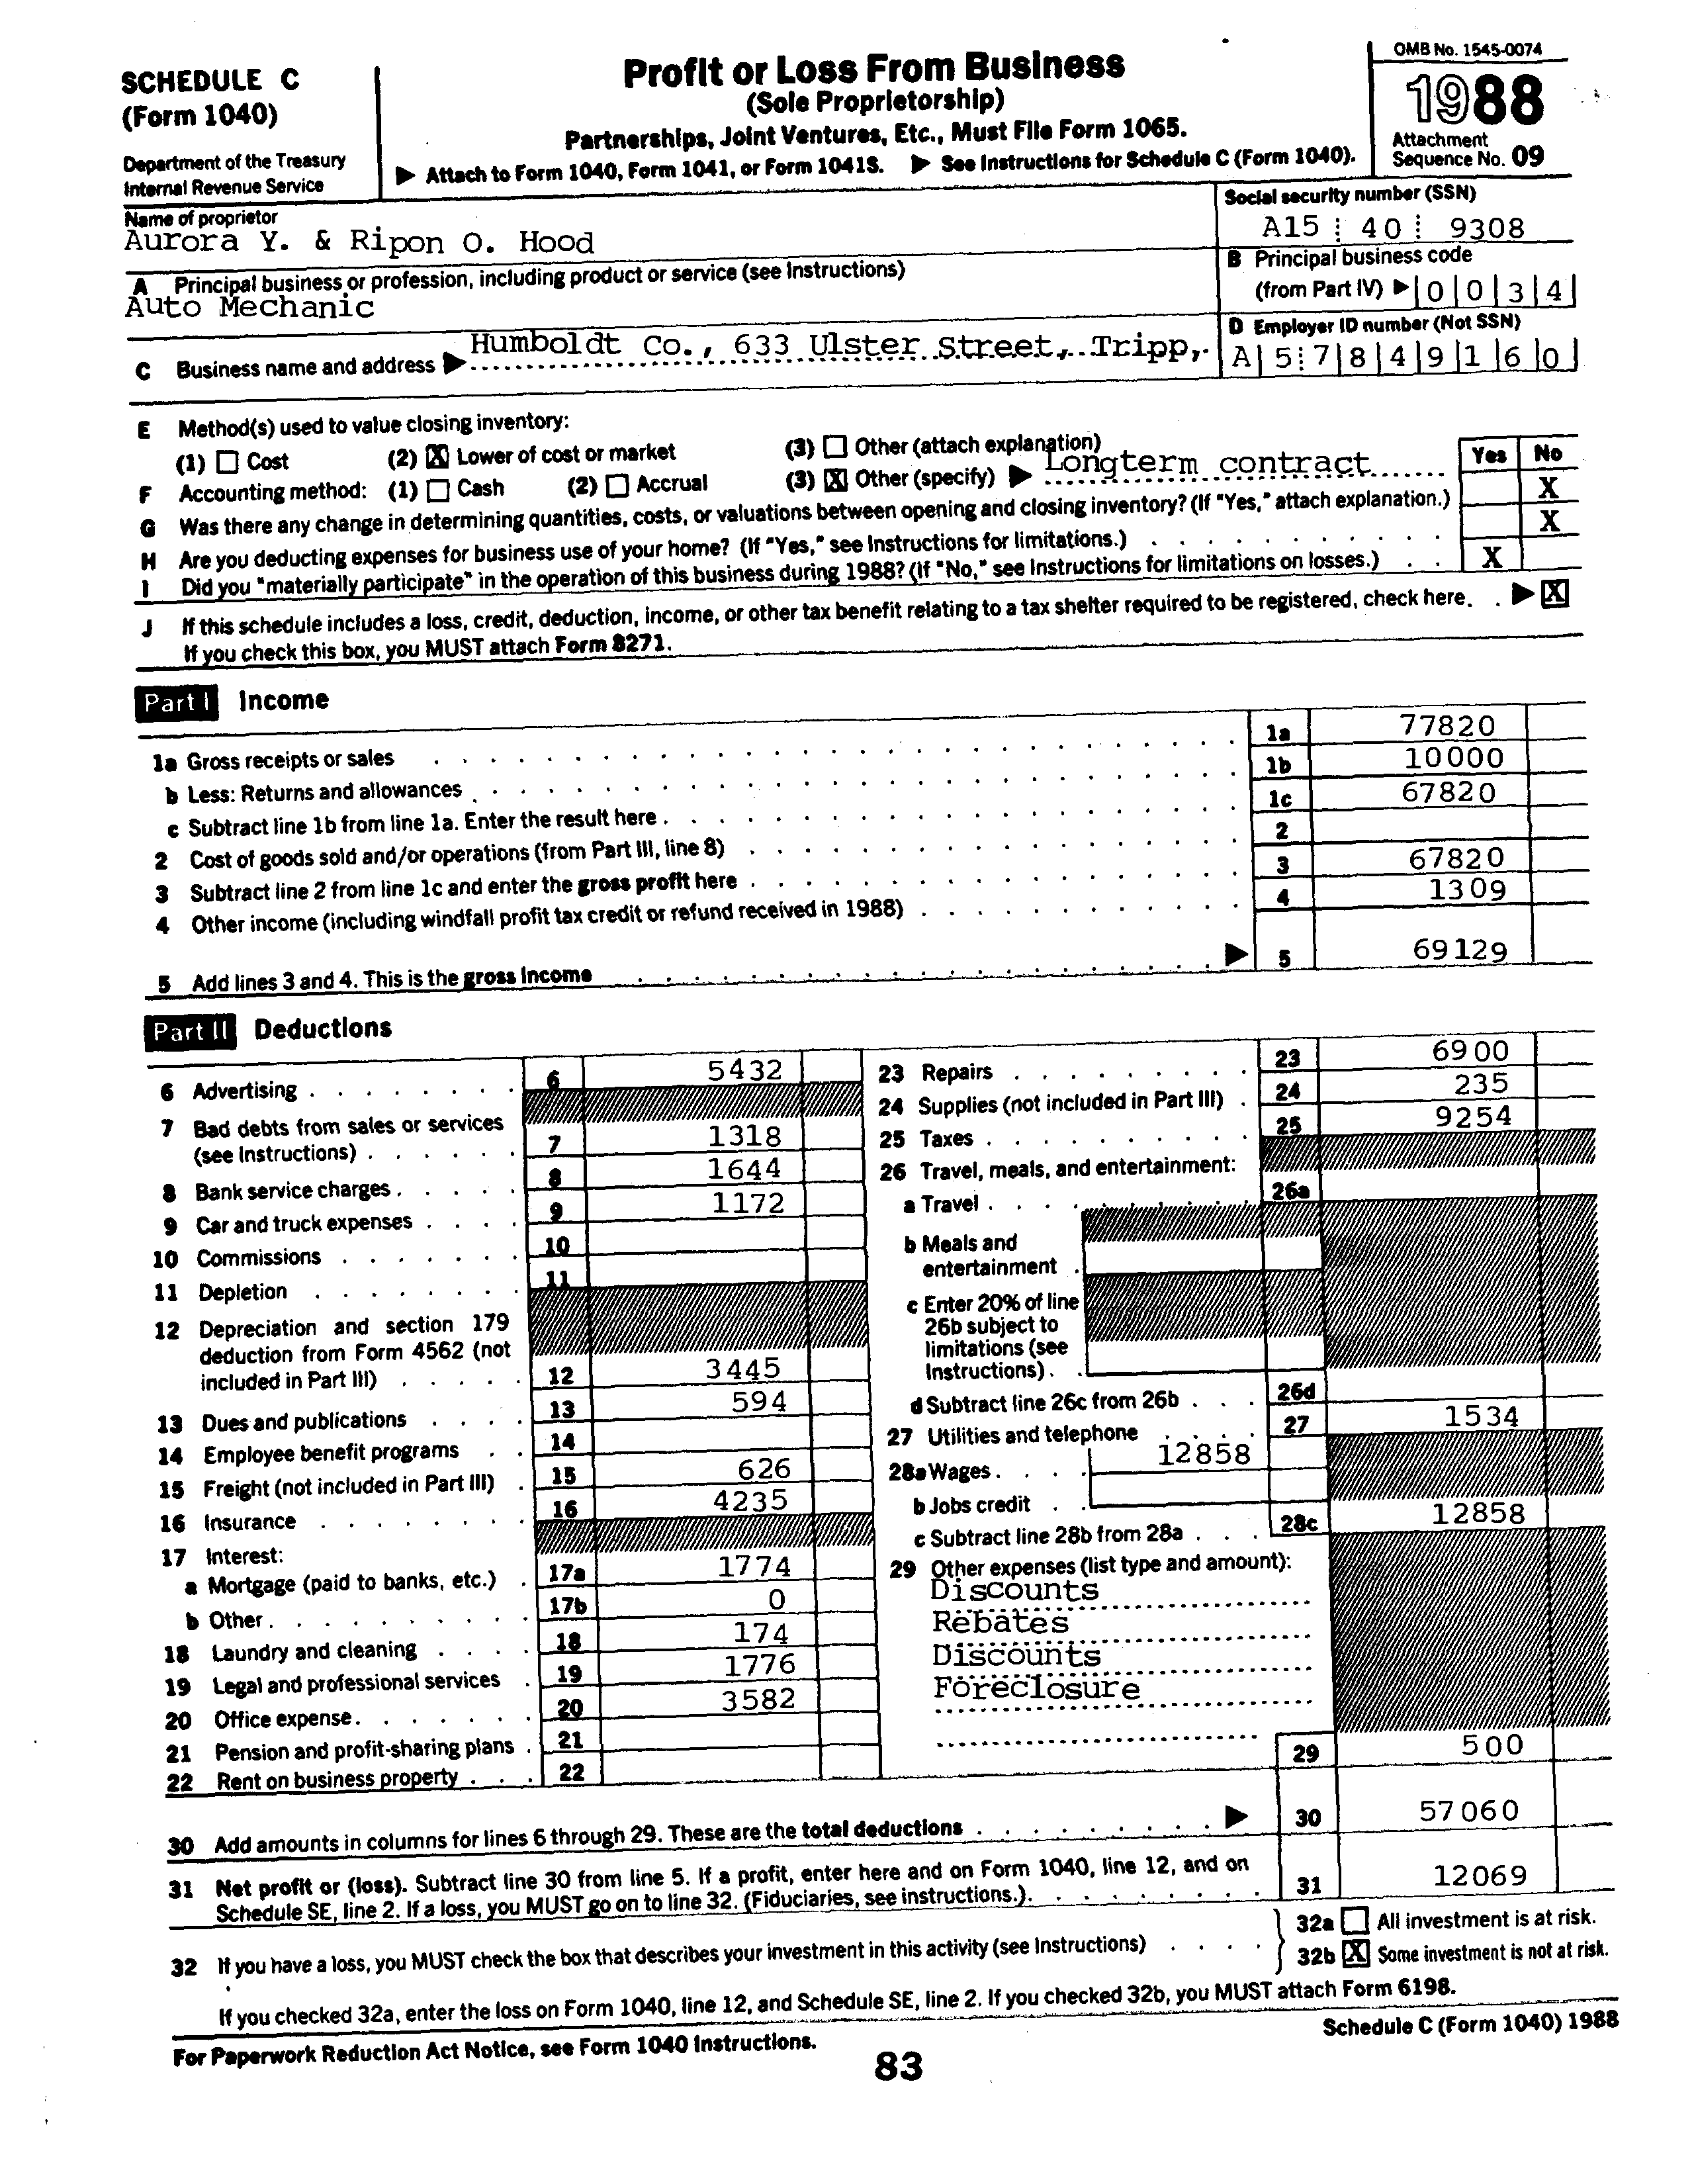 SCHEDULE C
(Form 1040)
Department of the Treasury
Internal Revenue Service
Profit or Loss From Business
(Sole Proprietorship)
Partnerships, Joint Ventures, Etc., Must File Form 1065.
▶ Attach to Form 1040, Form 1041, or Form 1041S. ▶ See Instructions for Schedule C (Form 1040).
OMB No. 1545-0074
1988
Attachment
Sequence No. 09
Name of proprietor
Aurora Y. & Ripon O. Hood
Social security number (SSN)
A15 40 9308
A Principal business or profession, including product or service (see Instructions)
Auto Mechanic
B Principal business code
(from Part IV) ▶ 0 0 3 4
C Business name and address ▶ Humboldt Co., 633 Ulster Street, Tripp,
D Employer ID number (Not SSN)
A 5 7 8 4 9 1 6 0
E Method(s) used to value closing inventory:
(1) ☐ Cost (2) ☒ Lower of cost or market (3) ☐ Other (attach explanation)
F Accounting method: (1) ☐ Cash (2) ☐ Accrual (3) ☒ Other (specify) ▶ Longterm contract
Yes No
G Was there any change in determining quantities, costs, or valuations between opening and closing inventory? (If "Yes," attach explanation.) X
H Are you deducting expenses for business use of your home? (If "Yes," see Instructions for limitations.) X
I Did you "materially participate" in the operation of this business during 1988? (If "No," see Instructions for limitations on losses.) X
J If this schedule includes a loss, credit, deduction, income, or other tax benefit relating to a tax shelter required to be registered, check here. ▶ ☒
If you check this box, you MUST attach Form 8271.
Part I Income
1a Gross receipts or sales 1a 77820
b Less: Returns and allowances 1b 10000
c Subtract line 1b from line 1a. Enter the result here 1c 67820
2 Cost of goods sold and/or operations (from Part III, line 8) 2
3 Subtract line 2 from line 1c and enter the gross profit here 3 67820
4 Other income (including windfall profit tax credit or refund received in 1988) 4 1309
5 Add lines 3 and 4. This is the gross income ▶ 5 69129
Part II Deductions
6 Advertising 6 5432
7 Bad debts from sales or services
(see Instructions) 7 1318
8 Bank service charges 8 1644
9 Car and truck expenses 9 1172
10 Commissions 10
11 Depletion 11
12 Depreciation and section 179
deduction from Form 4562 (not
included in Part III) 12 3445
13 Dues and publications 13 594
14 Employee benefit programs 14
15 Freight (not included in Part III) 15 626
16 Insurance 16 4235
17 Interest:
a Mortgage (paid to banks, etc.) 17a 1774
b Other 17b 0
18 Laundry and cleaning 18 174
19 Legal and professional services 19 1776
20 Office expense 20 3582
21 Pension and profit-sharing plans 21
22 Rent on business property 22
23 Repairs 23 6900
24 Supplies (not included in Part III) 24 235
25 Taxes 25 9254
26 Travel, meals, and entertainment:
a Travel 26a
b Meals and
entertainment
c Enter 20% of line
26b subject to
limitations (see
Instructions)
d Subtract line 26c from 26b 26d
27 Utilities and telephone 27 1534
28a Wages 12858
b Jobs credit
c Subtract line 28b from 28a 28c 12858
29 Other expenses (list type and amount):
Discounts
Rebates
Discounts
Foreclosure
29 500
30 Add amounts in columns for lines 6 through 29. These are the total deductions ▶ 30 57060
31 Net profit or (loss). Subtract line 30 from line 5. If a profit, enter here and on Form 1040, line 12, and on
Schedule SE, line 2. If a loss, you MUST go on to line 32. (Fiduciaries, see instructions.) 31 12069
32 If you have a loss, you MUST check the box that describes your investment in this activity (see Instructions)
32a ☐ All investment is at risk.
32b ☒ Some investment is not at risk.
If you checked 32a, enter the loss on Form 1040, line 12, and Schedule SE, line 2. If you checked 32b, you MUST attach Form 6198.
For Paperwork Reduction Act Notice, see Form 1040 Instructions.
Schedule C (Form 1040) 1988
83